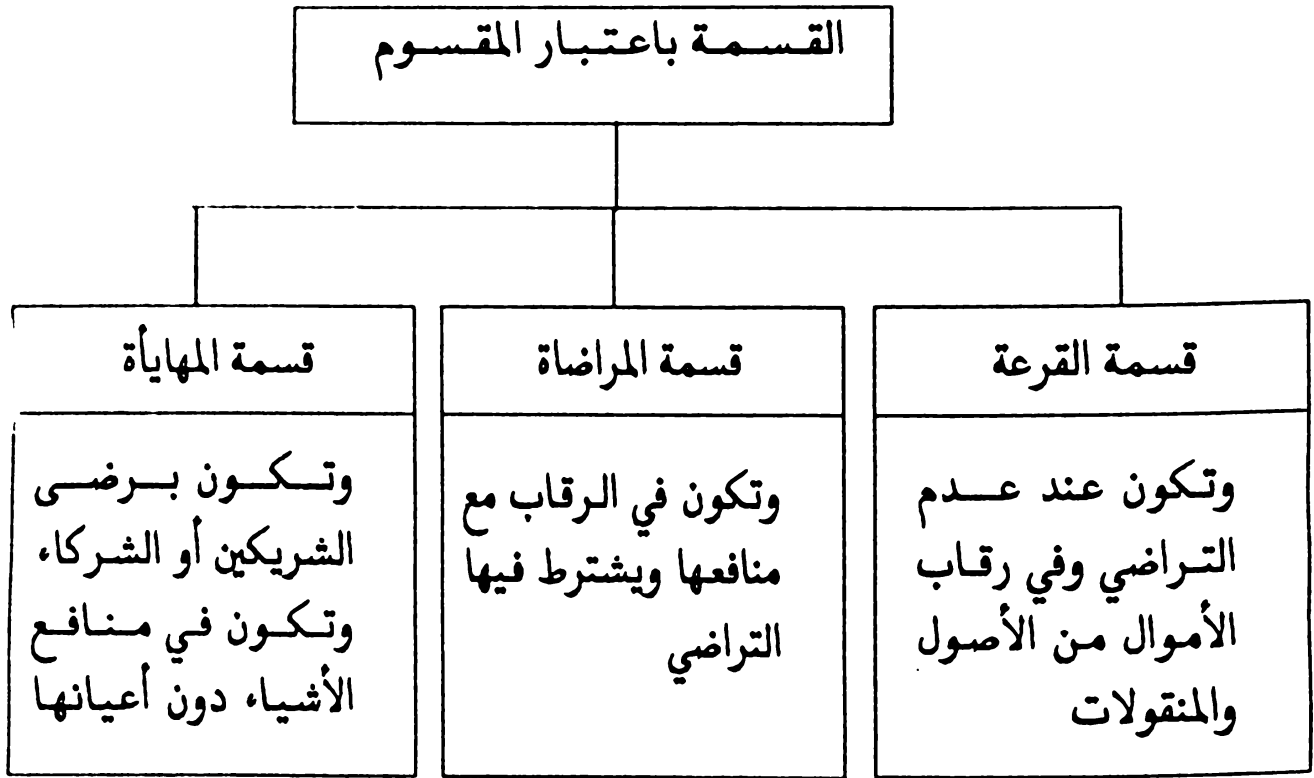 القسمة باعتبار المقسوم
قسمة القرعة
وتكون عند عدم
التراضي وفي رقاب
الأموال من الأصول
والمنقولات
قسمة المراضاة
وتكون في الرقاب مع
منافعها ويشترط فيها
التراضي
قسمة المهايأة
وتكون برضى
الشريكين أو الشركاء
وتكون في منافع
الأشياء دون أعيانها